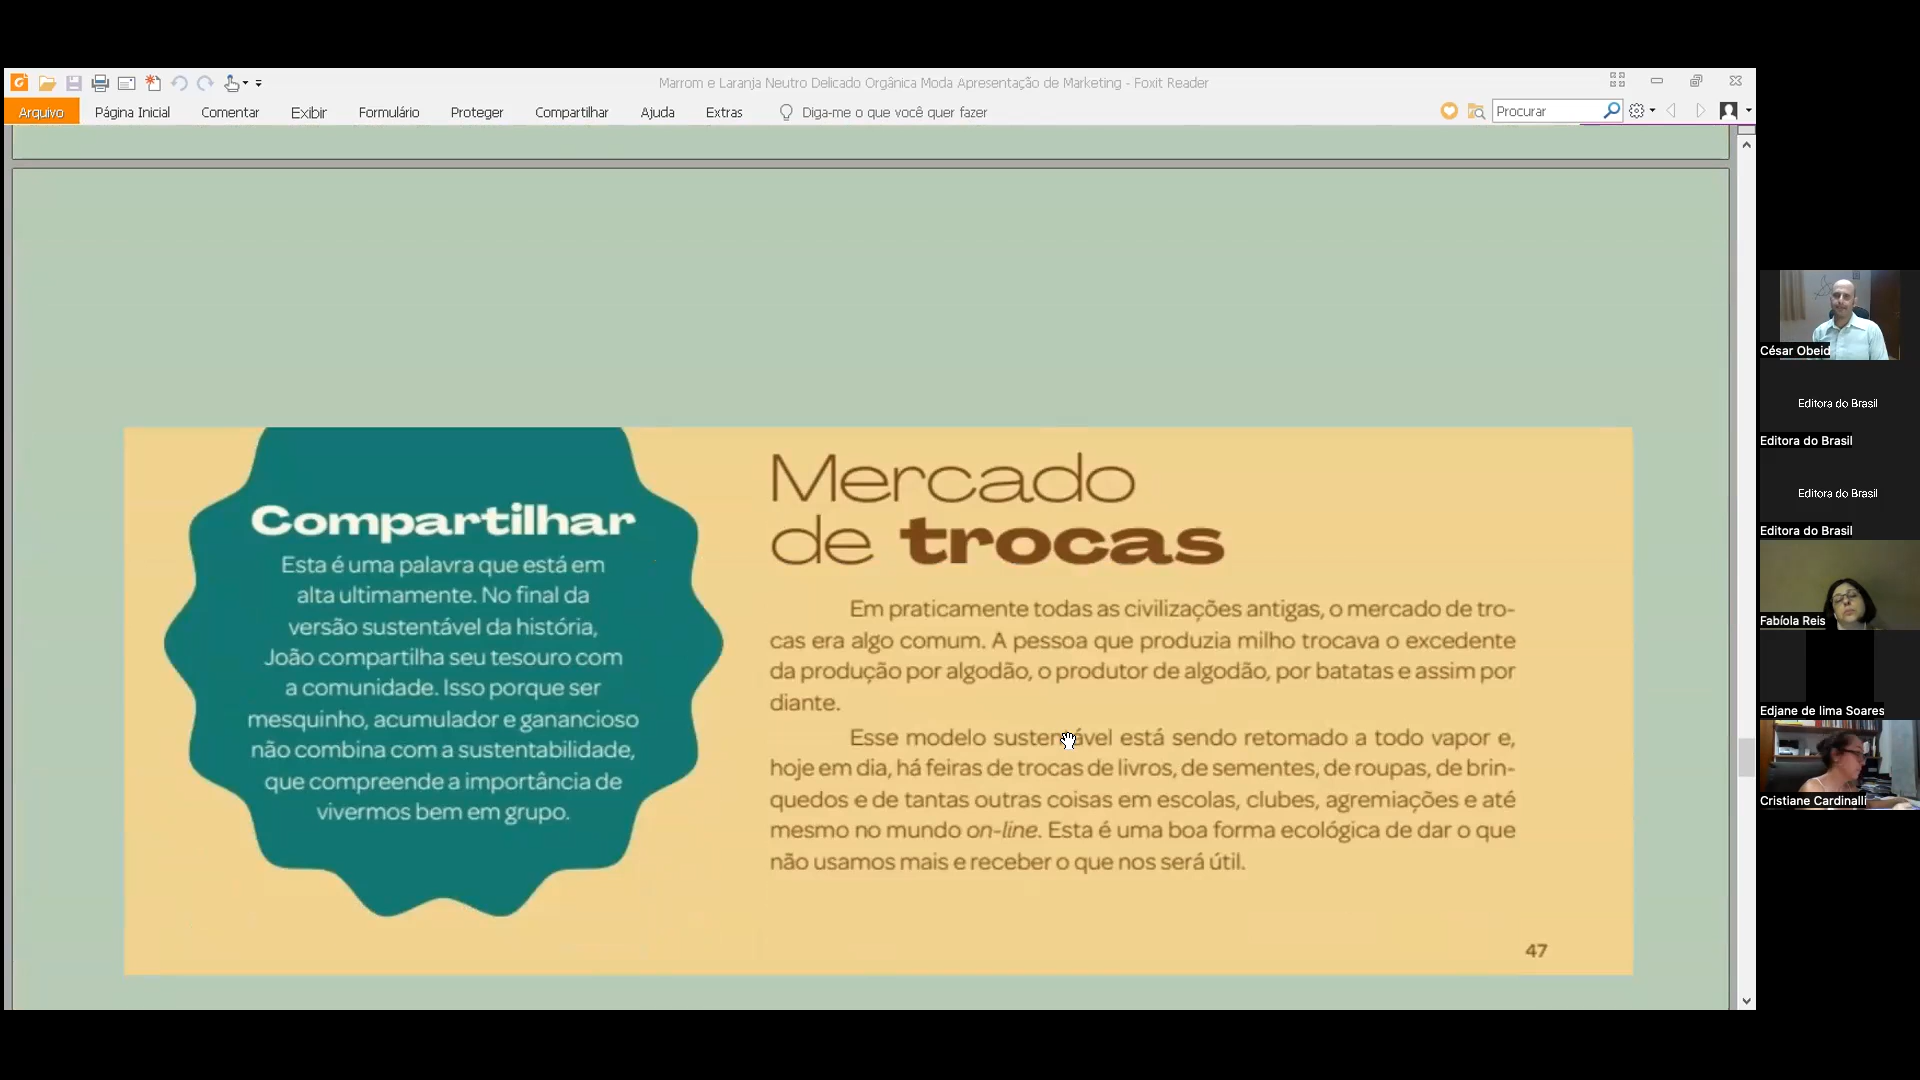 Marrom e Laranja Neutro Delicado Orgânica Moda Apresentação de Marketing - Foxit Reader
Arquivo
Página Inicial
Comentar
Exibir
Formulário
Proteger
Compartilhar
Ajuda
Extras
Diga-me o que você quer fazer
Procurar
Compartilhar
Esta é uma palavra que está em
alta ultimamente. No final da
versão sustentável da história,
João compartilha seu tesouro com
a comunidade. Isso porque ser
mesquinho, acumulador e ganancioso
não combina com a sustentabilidade,
que compreende a importância de
vivermos bem em grupo.
Mercado
de trocas
Em praticamente todas as civilizações antigas, o mercado de tro-
cas era algo comum. A pessoa que produzia milho trocava o excedente
da produção por algodão, o produtor de algodão, por batatas e assim por
diante.
Esse modelo sustentável está sendo retomado a todo vapor e,
hoje em dia, há feiras de trocas de livros, de sementes, de roupas, de brin-
quedos e de tantas outras coisas em escolas, clubes, agremiações e até
mesmo no mundo on-line. Esta é uma boa forma ecológica de dar o que
não usamos mais e receber o que nos será útil.
47
César Obeid
Editora do Brasil
Editora do Brasil
Editora do Brasil
Editora do Brasil
Fabíola Reis
Edjane de lima Soares
Cristiane Cardinalli